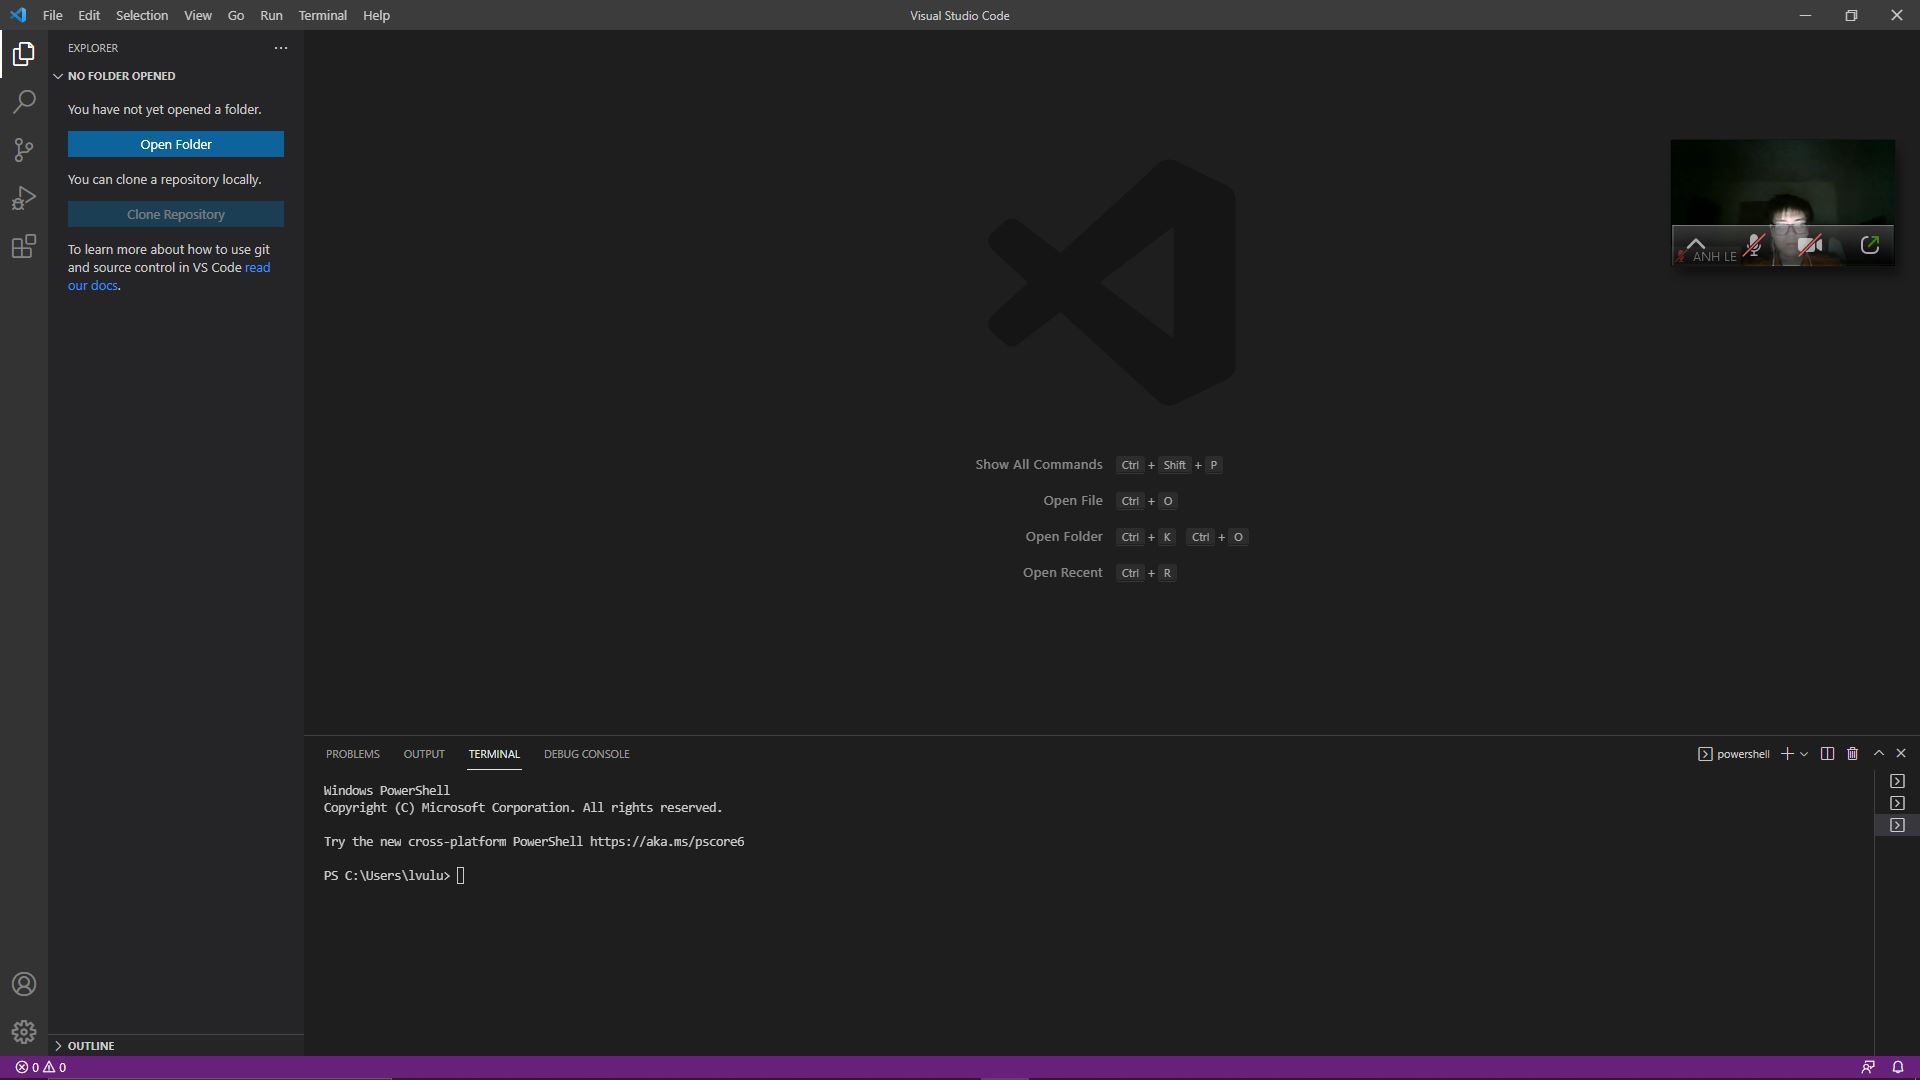 File Edit Selection View Go Run Terminal Help
Visual Studio Code
EXPLORER
NO FOLDER OPENED
You have not yet opened a folder.
Open Folder
You can clone a repository locally.
Clone Repository
To learn more about how to use git
and source control in VS Code read
our docs.
ANH LE
Show All Commands Ctrl + Shift + P
Open File Ctrl + O
Open Folder Ctrl + K Ctrl + O
Open Recent Ctrl + R
PROBLEMS OUTPUT TERMINAL DEBUG CONSOLE
powershell
Windows PowerShell
Copyright (C) Microsoft Corporation. All rights reserved.
Try the new cross-platform PowerShell https://aka.ms/pscore6
PS C:\Users\lvulu>
OUTLINE
0 0